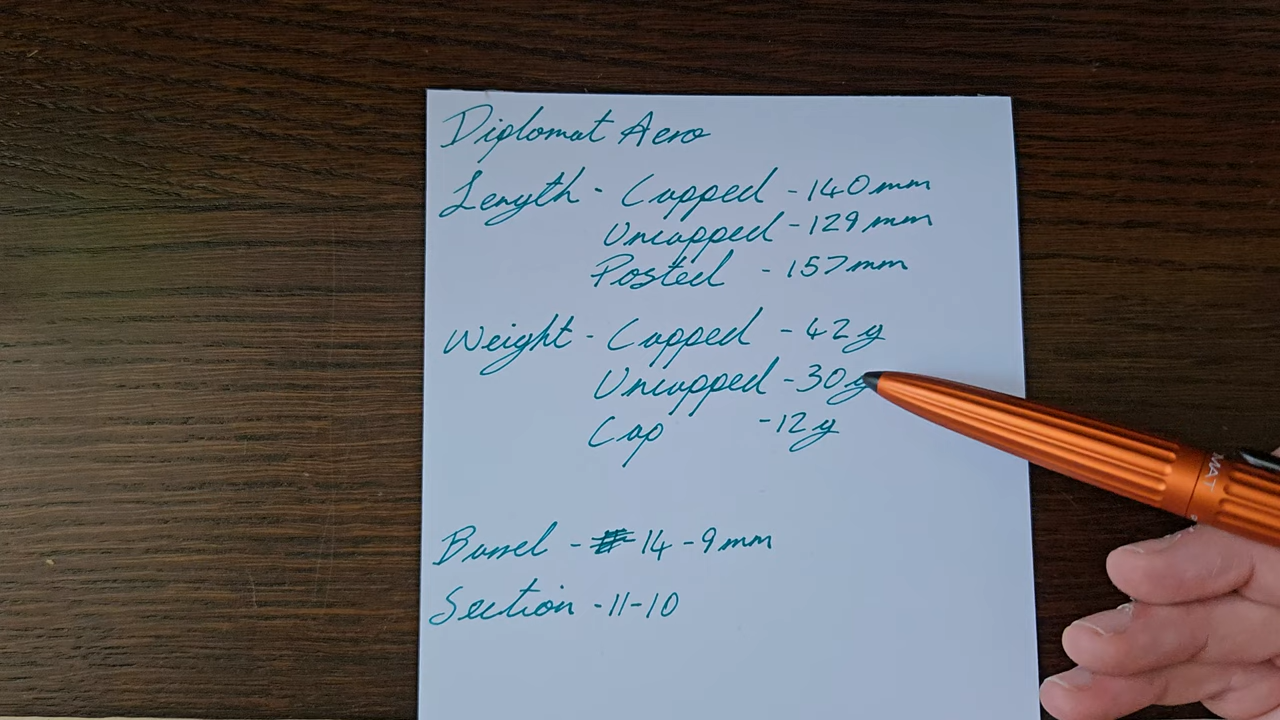 Diplomat Aero
Length - Capped - 140mm
Uncapped - 129mm
Posted - 157mm
Weight - Capped - 42g
Uncapped - 30g
Cap - 12g
Barrel - 14 - 9mm
Section - 11-10
MAT